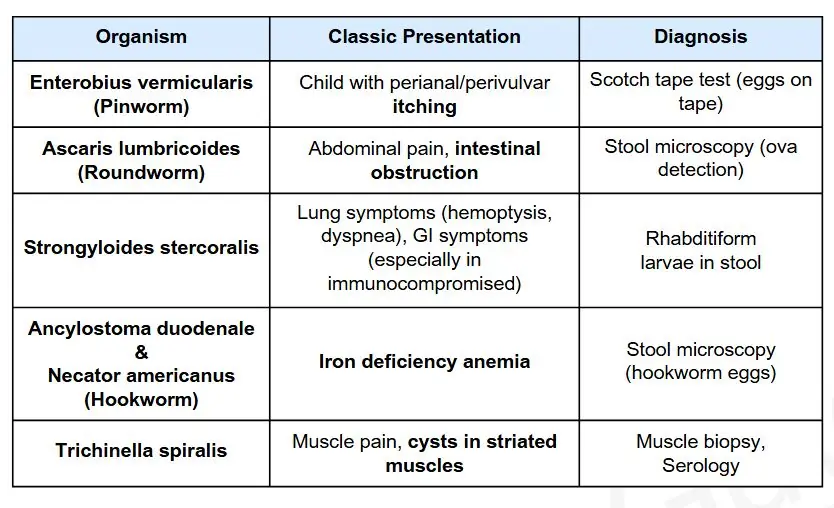 Organism
Classic Presentation
Diagnosis
Enterobius vermicularis
(Pinworm)
Child with perianal/perivulvar
itching
Scotch tape test (eggs on
tape)
Ascaris lumbricoides
(Roundworm)
Abdominal pain, intestinal
obstruction
Stool microscopy (ova
detection)
Strongyloides stercoralis
Lung symptoms (hemoptysis,
dyspnea), GI symptoms
(especially in
immunocompromised)
Rhabditiform
larvae in stool
Ancylostoma duodenale
&
Necator americanus
(Hookworm)
Iron deficiency anemia
Stool microscopy
(hookworm eggs)
Trichinella spiralis
Muscle pain, cysts in striated
muscles
Muscle biopsy,
Serology